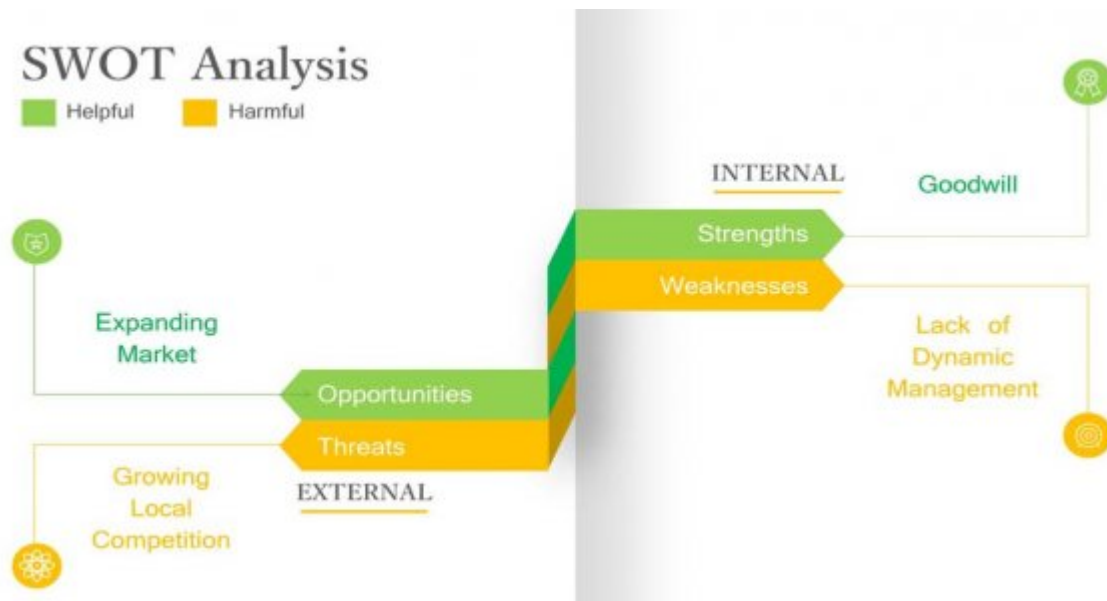 SWOT Analysis
Helpful
Harmful
INTERNAL
Goodwill
Strengths
Weaknesses
Lack of
Dynamic
Management
Expanding
Market
Opportunities
Threats
EXTERNAL
Growing
Local
Competition